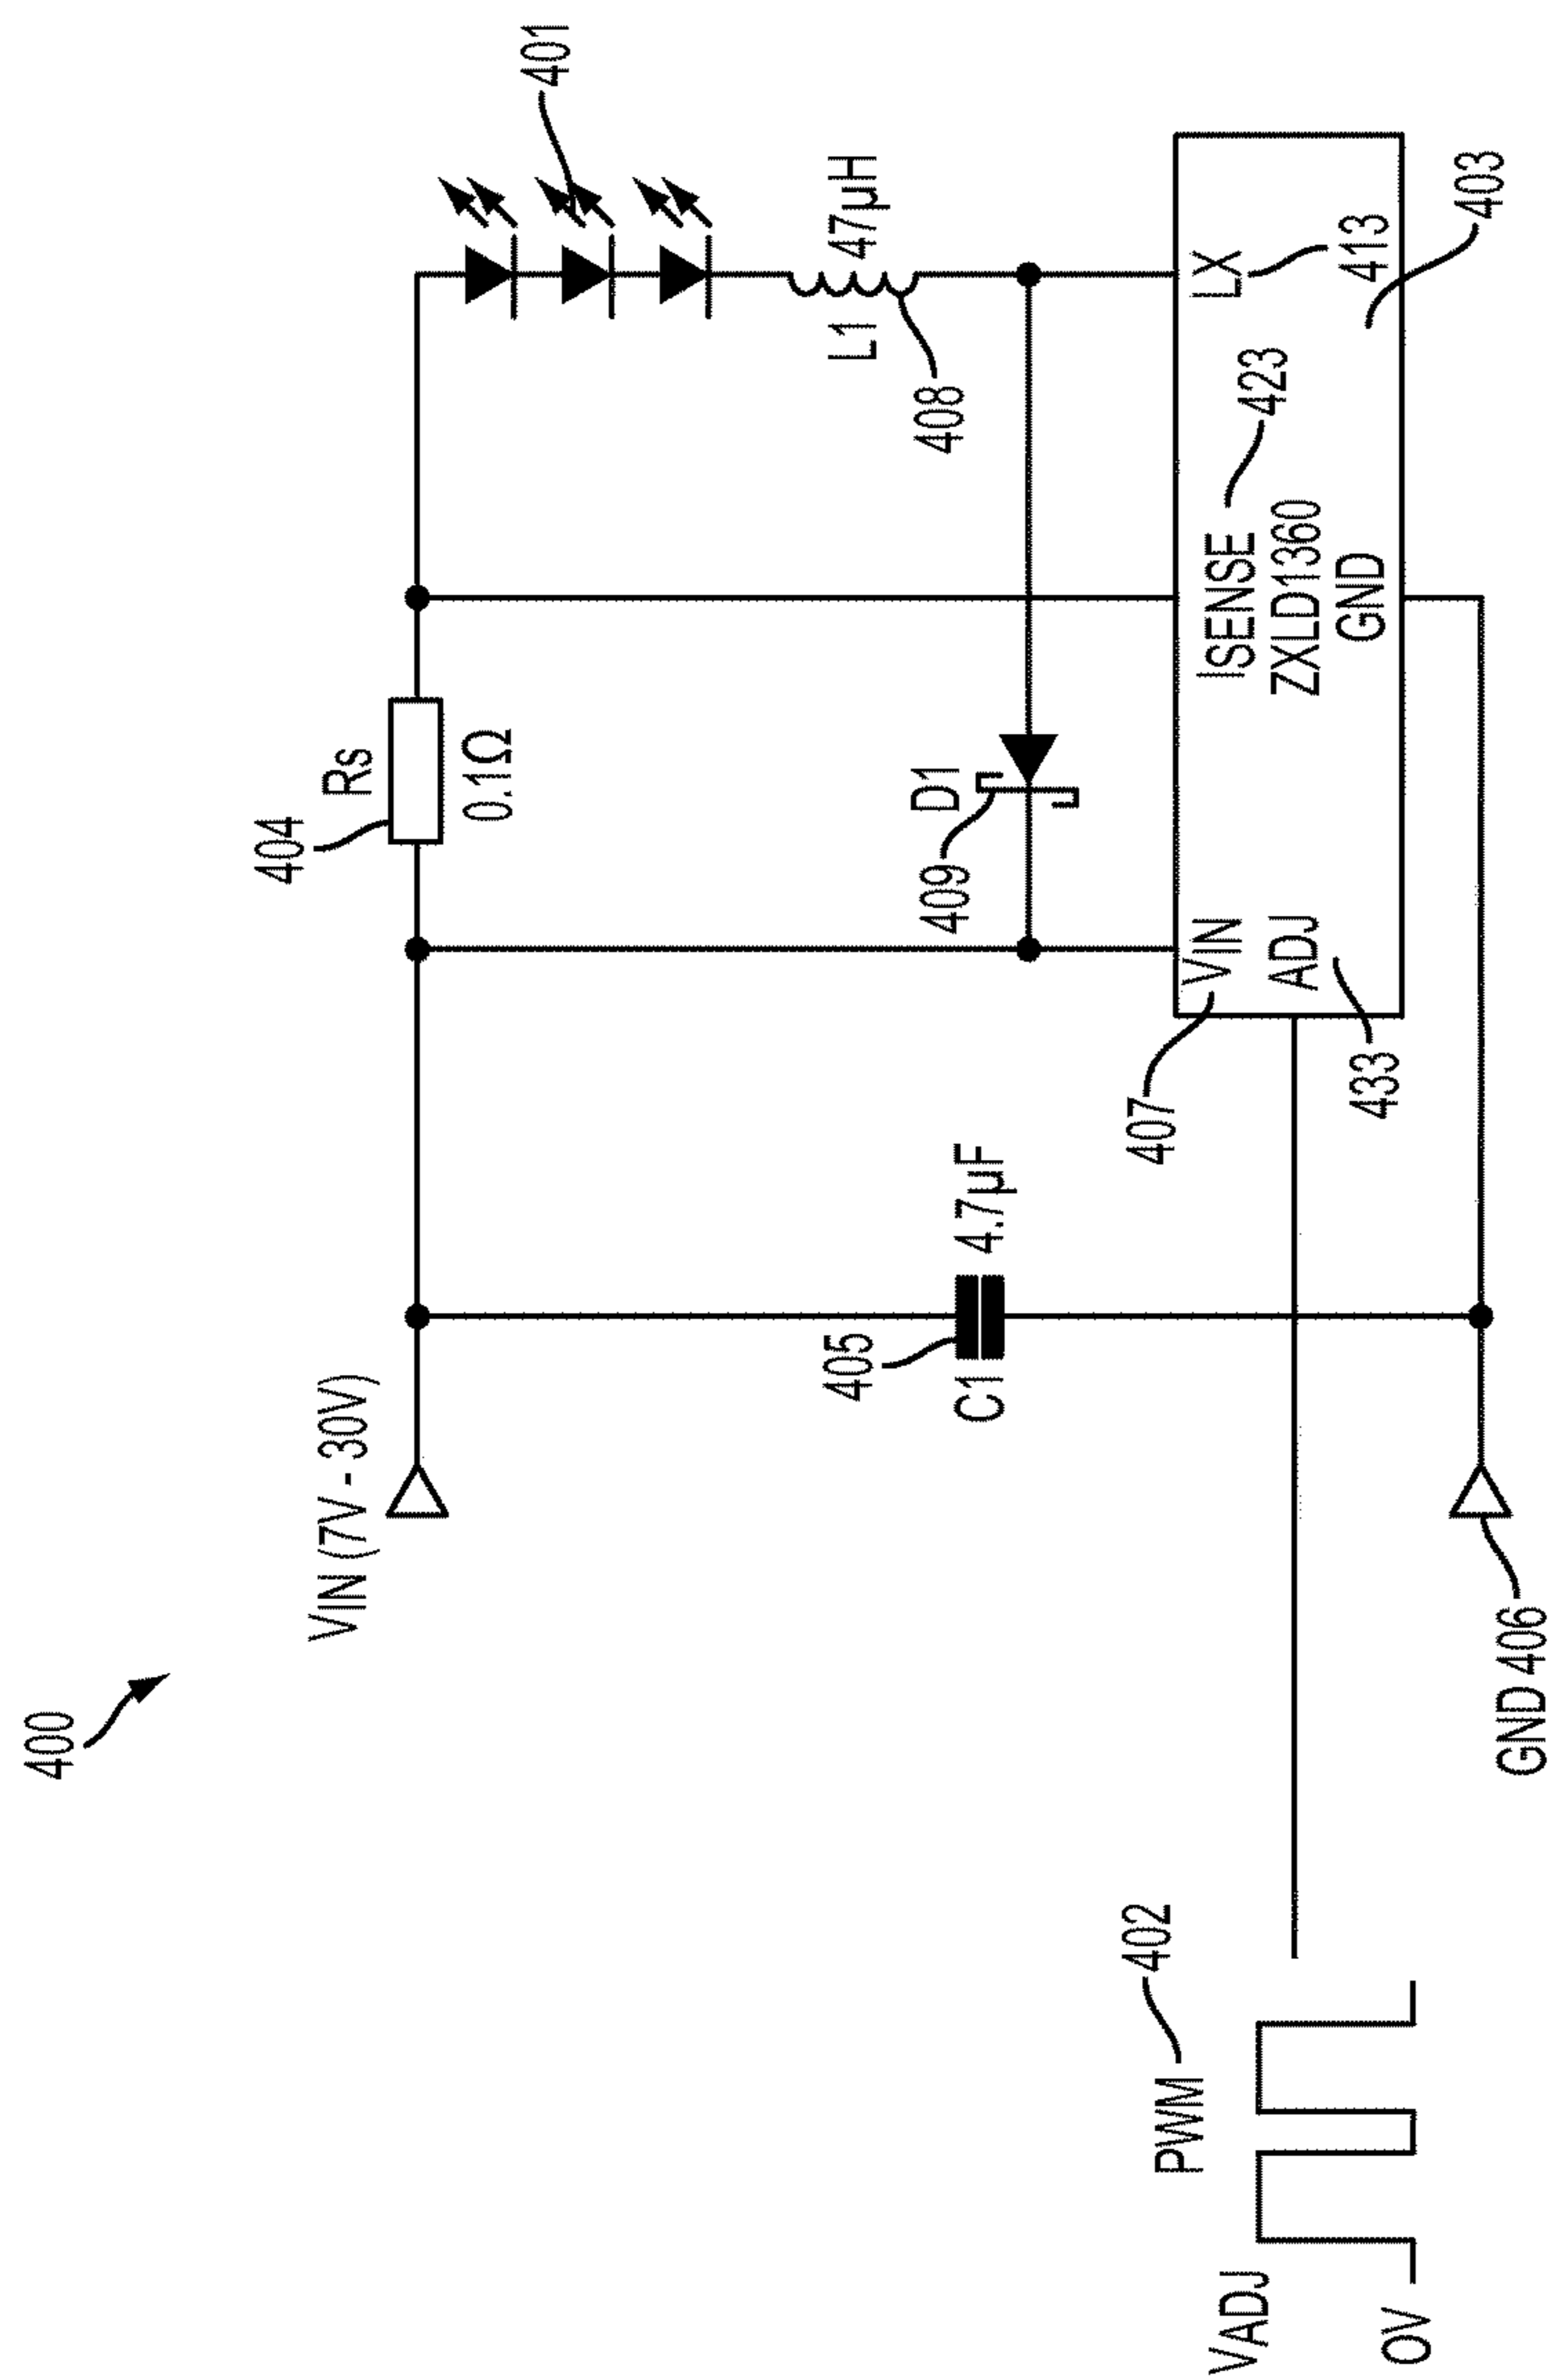 400
VIN (7V - 30V)
404
Rs
0.1Ω
401
L1 47µH
408
D1
409
405
C1 4.7µF
407
VIN
ISENSE
423
LX
413
403
ADJ
433
ZXLD1360
GND
PWM
402
VADJ
0V
GND 406